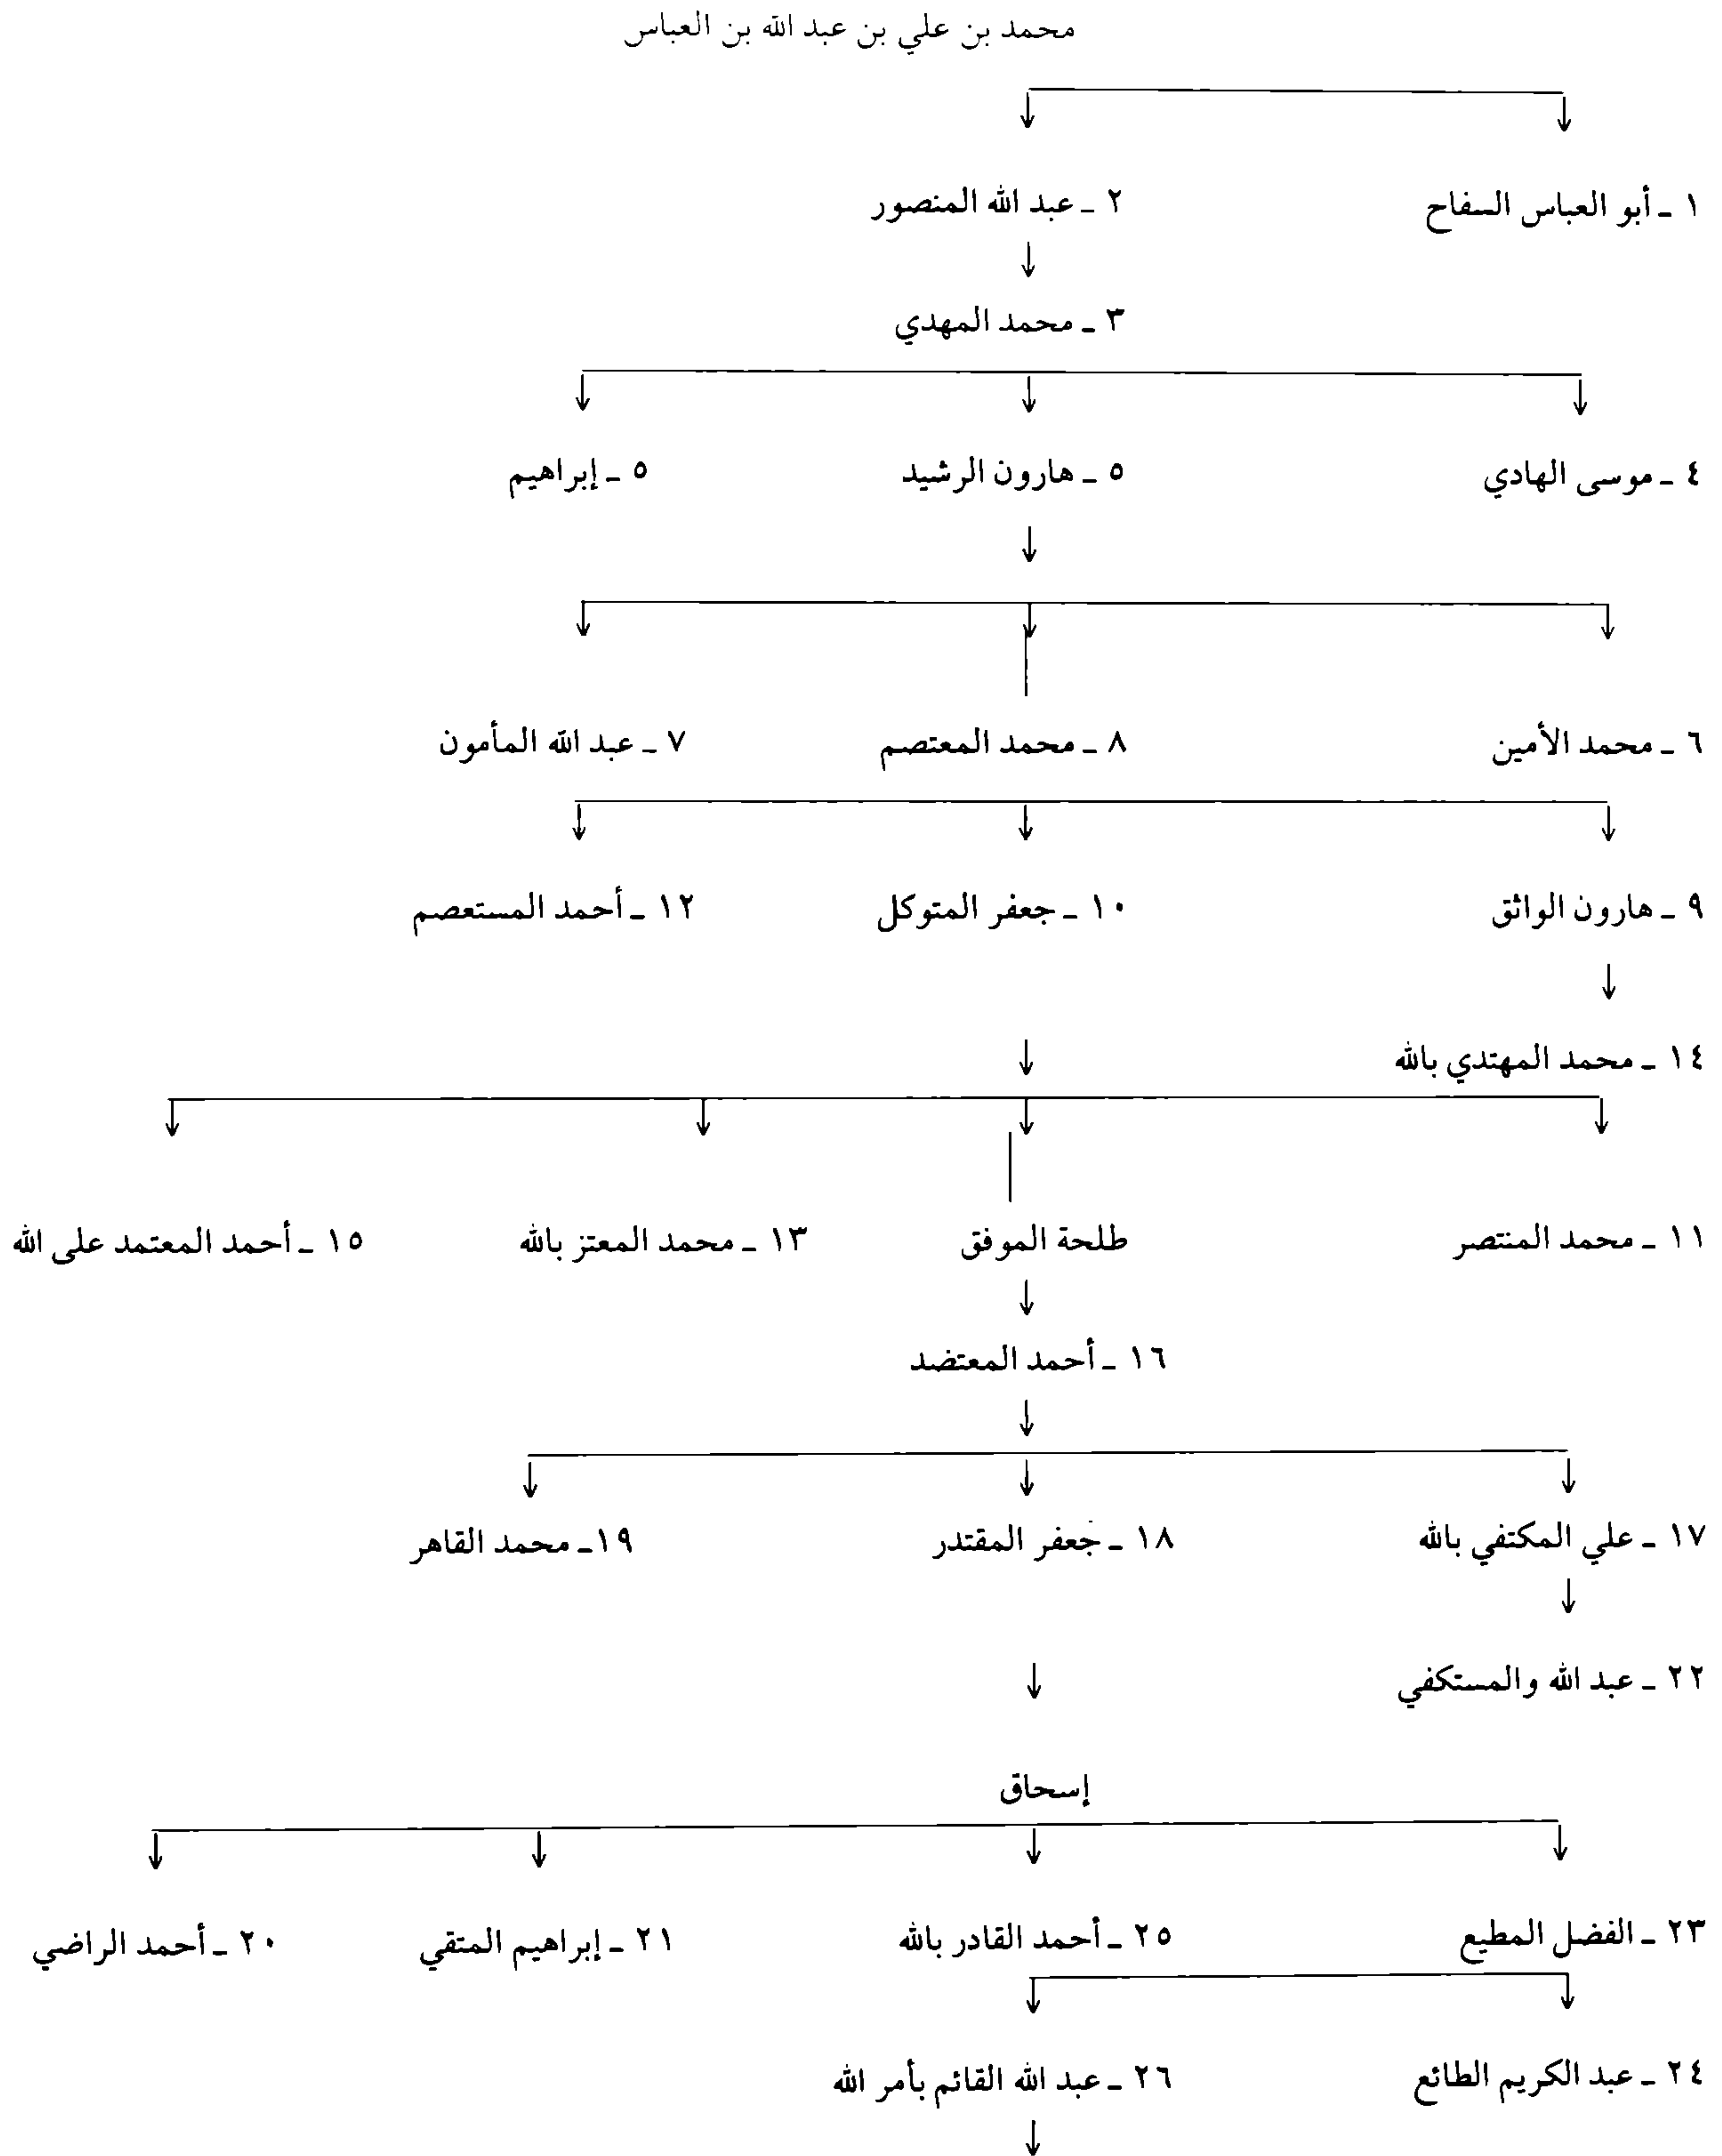 محمد بن علي بن عبد الله بن العباس
١ ـ أبو العباس السفاح
٢ ـ عبد الله المنصور
٣ ـ محمد المهدي
٤ ـ موسى الهادي
٥ ـ هارون الرشيد
٥ ـ إبراهيم
٦ ـ محمد الأمين
٨ ـ محمد المعتصم
٧ ـ عبد الله المأمون
٩ ـ هارون الواثق
١٠ ـ جعفر المتوكل
١٢ ـ أحمد المستعصم
١٤ ـ محمد المهتدي بالله
١١ ـ محمد المنتصر
طلحة الموفق
١٣ ـ محمد المعتز بالله
١٥ ـ أحمد المعتمد على الله
١٦ ـ أحمد المعتضد
١٧ ـ علي المكتفي بالله
١٨ ـ جعفر المقتدر
١٩ـ محمد القاهر
٢٢ ـ عبد الله والمستكفي
إسحاق
٢٣ ـ الفضل المطيع
٢٥ ـ أحمد القادر بالله
٢١ ـ إبراهيم المتقي
٢٠ ـ أحمد الراضي
٢٤ ـ عبد الكريم الطائع
٢٦ ـ عبد الله القائم بأمر الله